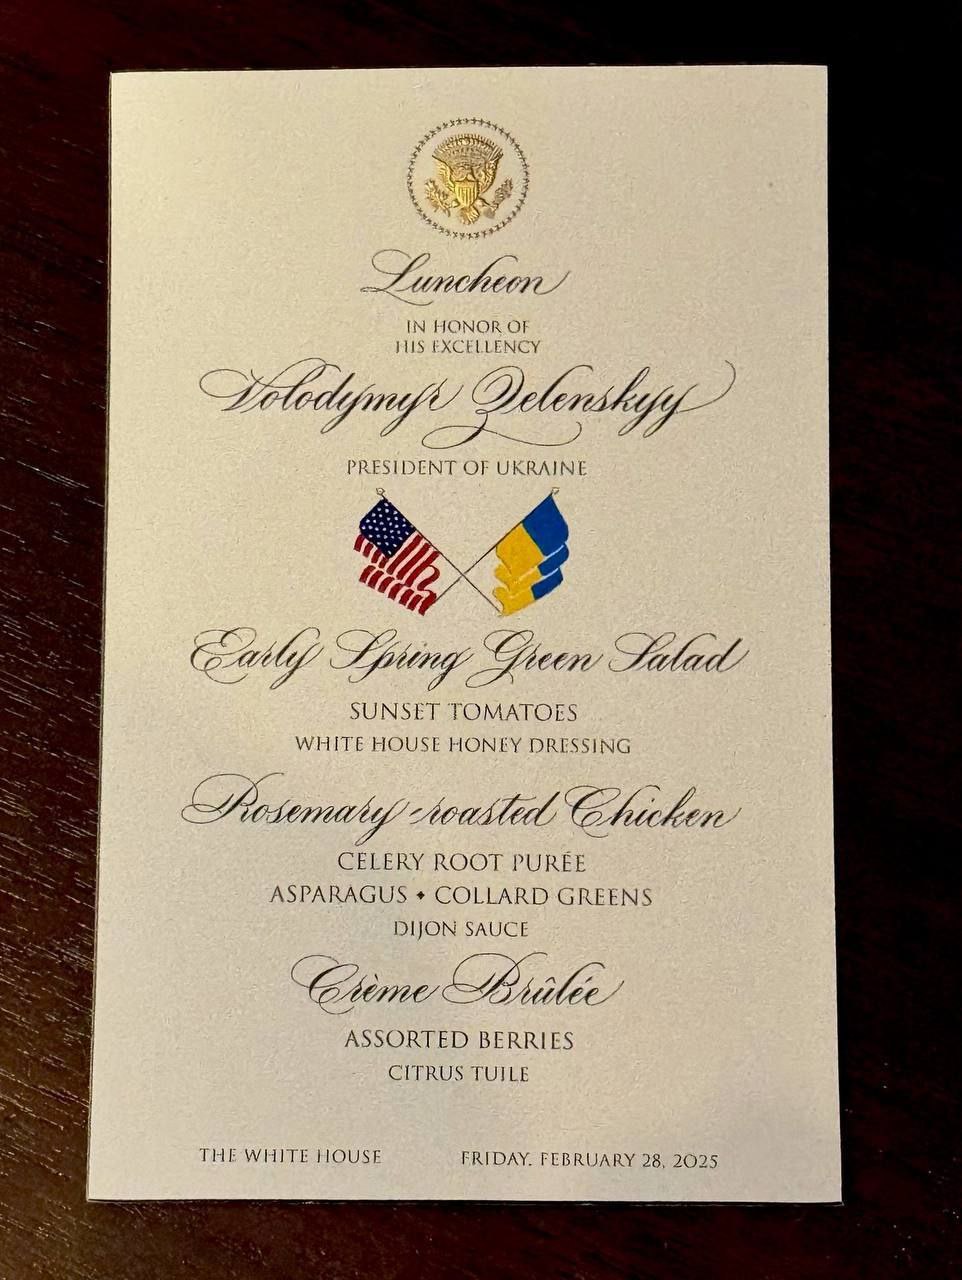 Luncheon
IN HONOR OF
HIS EXCELLENCY
Volodymyr Zelenskyy
PRESIDENT OF UKRAINE
Early Spring Green Salad
SUNSET TOMATOES
WHITE HOUSE HONEY DRESSING
Rosemary-roasted Chicken
CELERY ROOT PURÉE
ASPARAGUS • COLLARD GREENS
DIJON SAUCE
Crème Brûlée
ASSORTED BERRIES
CITRUS TUILE
THE WHITE HOUSE FRIDAY, FEBRUARY 28, 2025